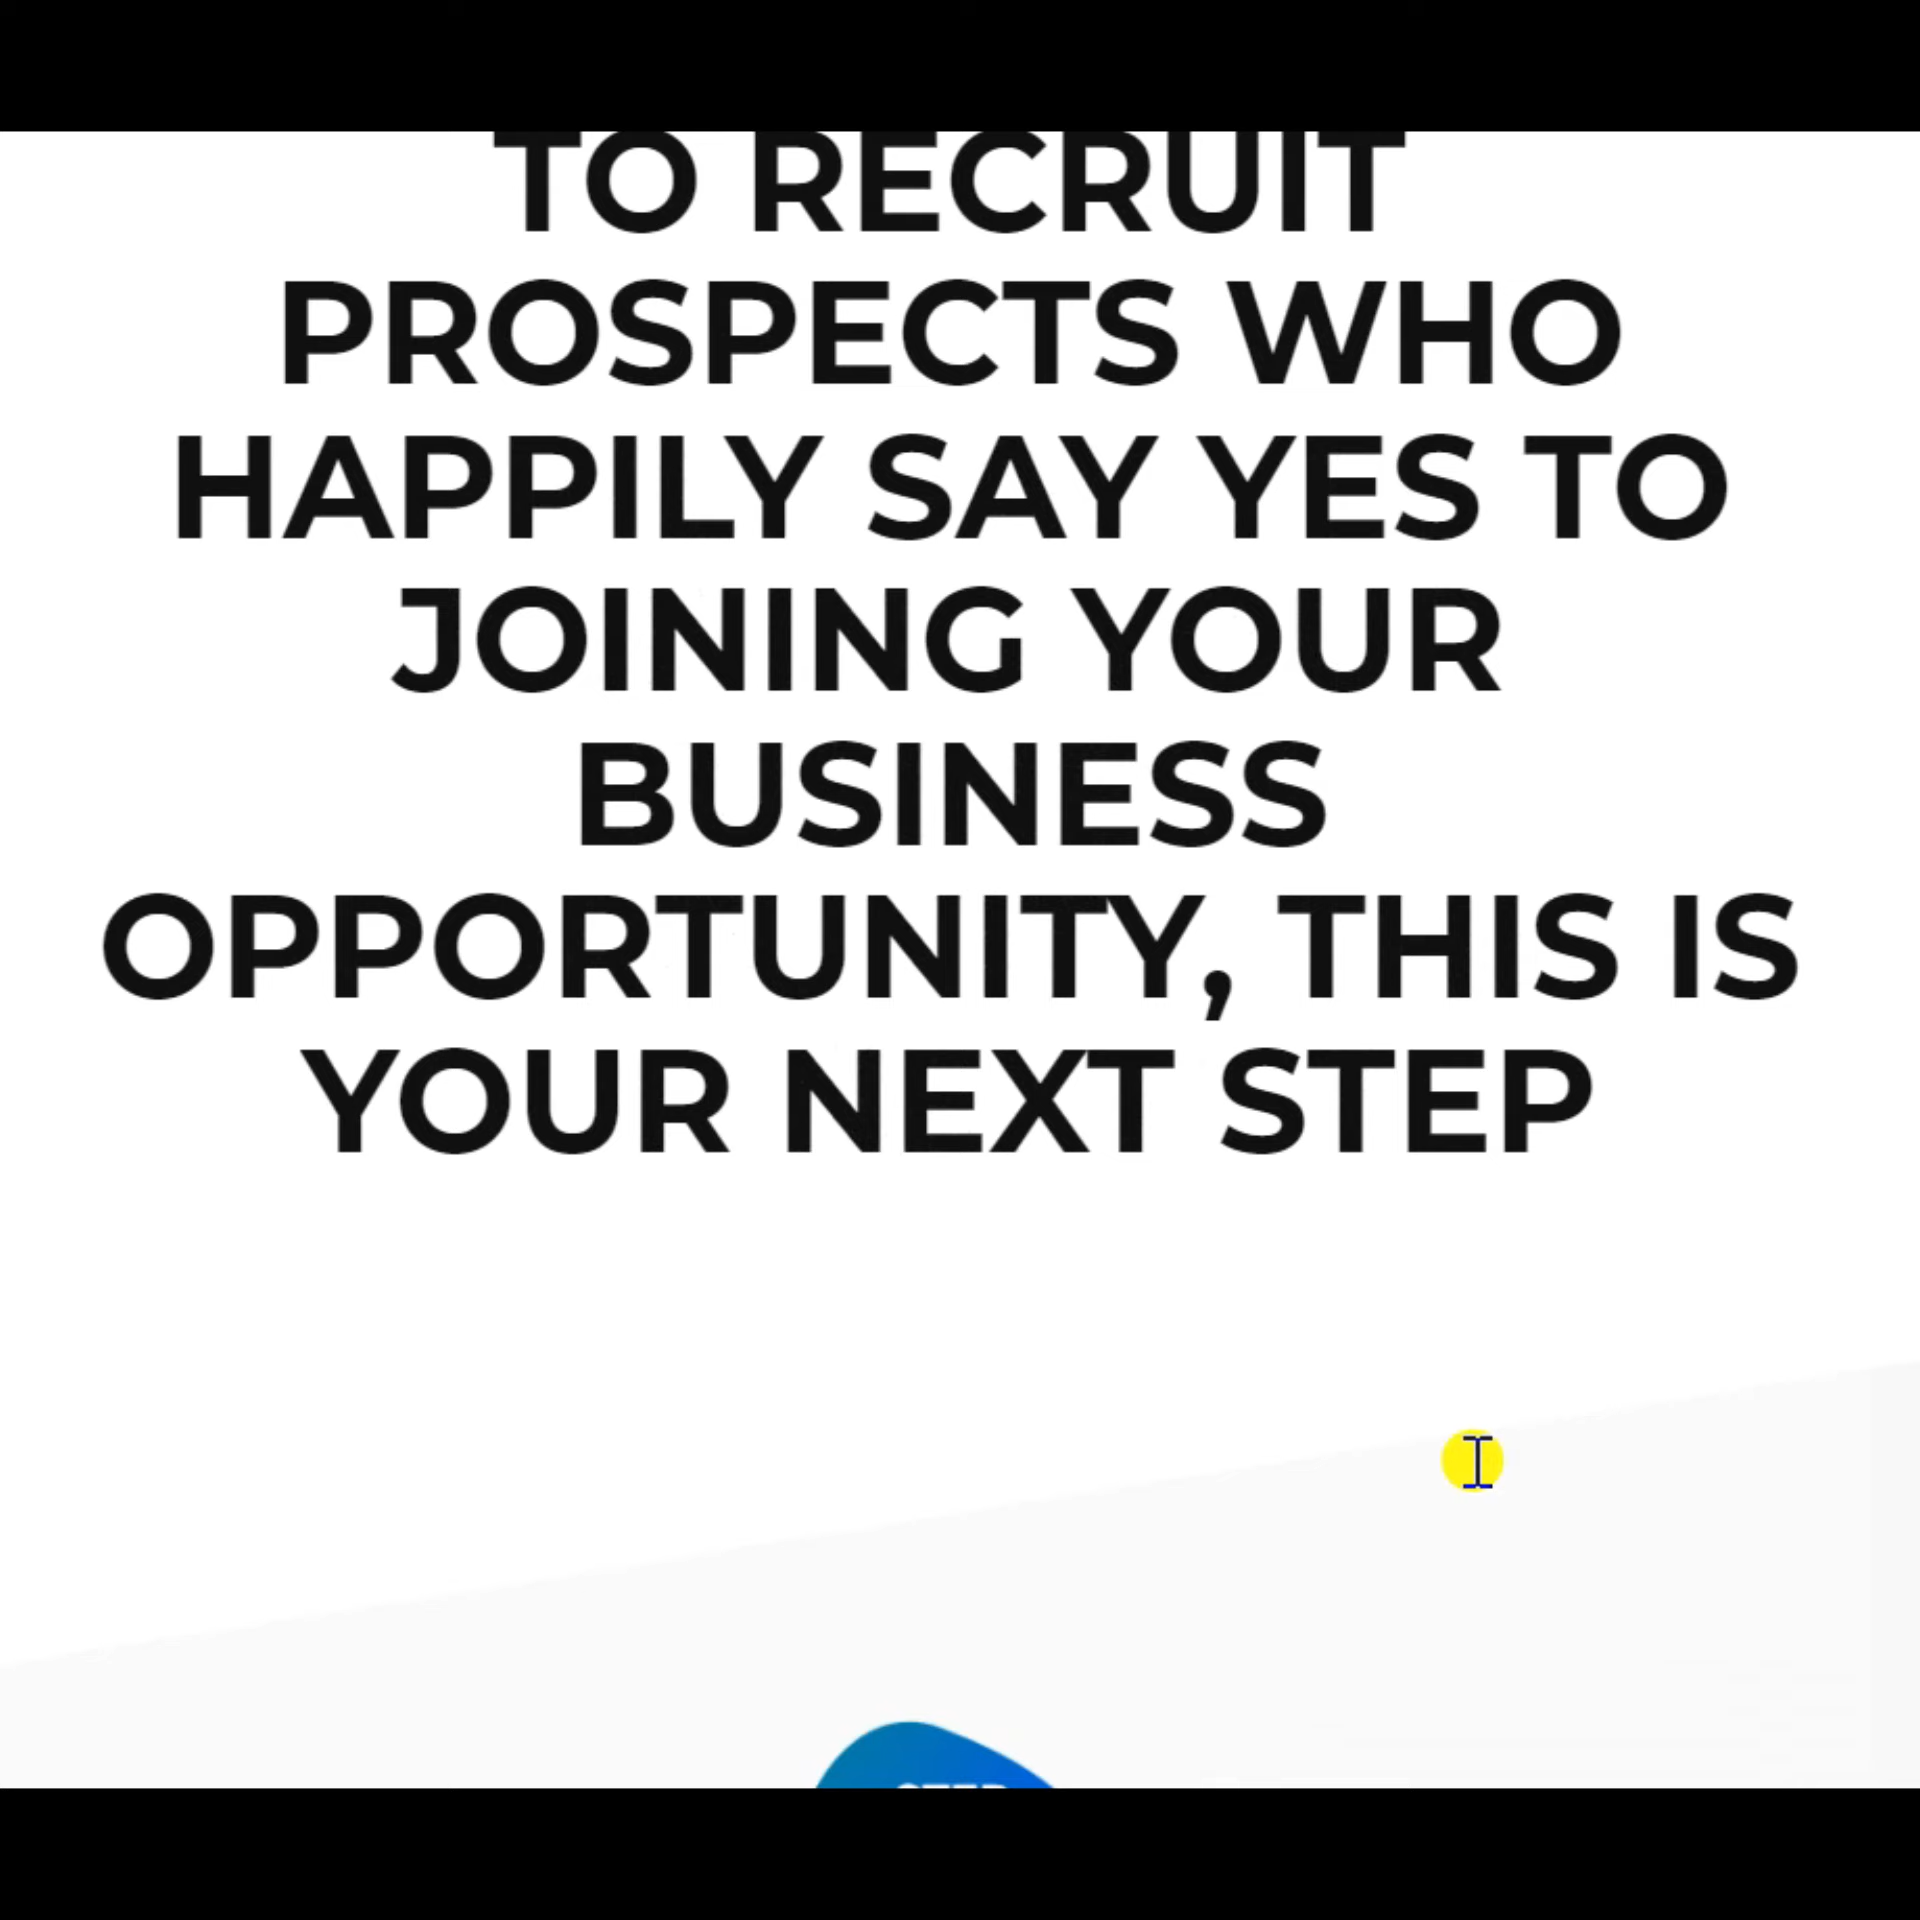 TO RECRUIT
PROSPECTS WHO
HAPPILY SAY YES TO
JOINING YOUR
BUSINESS
OPPORTUNITY, THIS IS
YOUR NEXT STEP